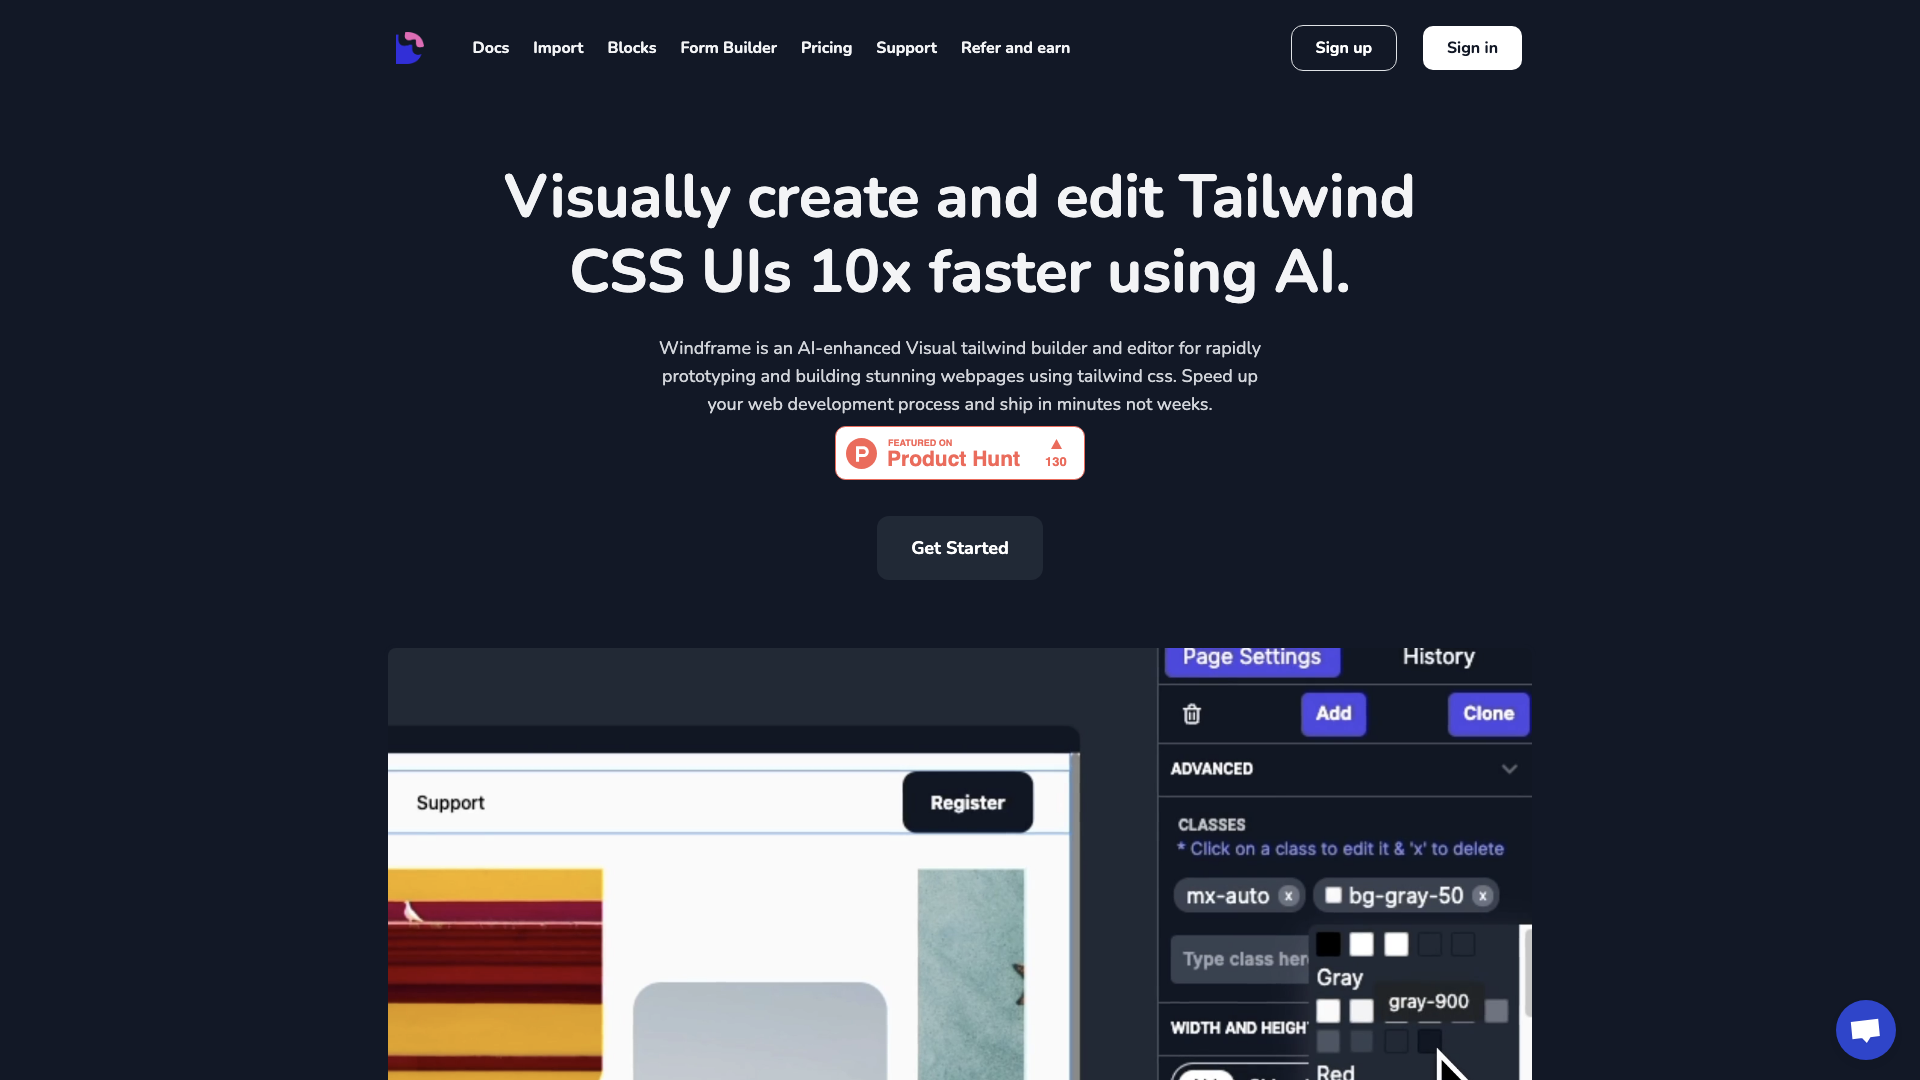 Docs Import Blocks Form Builder Pricing Support Refer and earn Sign up Sign in
Visually create and edit Tailwind
CSS UIs 10x faster using AI.
Windframe is an AI-enhanced Visual tailwind builder and editor for rapidly
prototyping and building stunning webpages using tailwind css. Speed up
your web development process and ship in minutes not weeks.
FEATURED ON
Product Hunt
130
Get Started
Page Settings History
Add Clone
ADVANCED
Support Register
CLASSES
* Click on a class to edit it & 'x' to delete
mx-auto x bg-gray-50 x
Type class her
Gray
gray-900
WIDTH AND HEIGH
Red